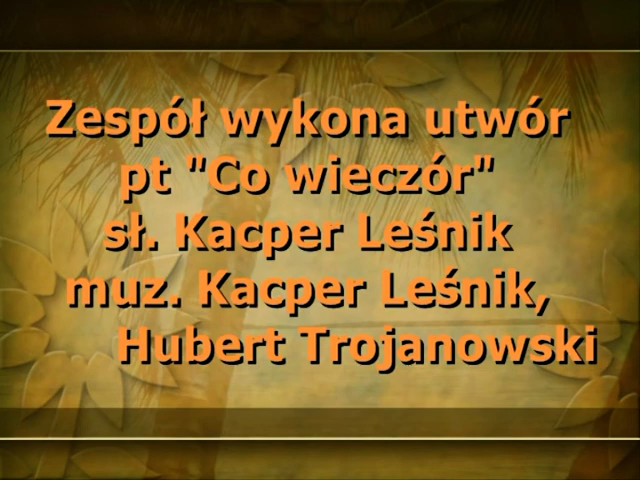 Zespół wykona utwór
pt "Co wieczór"
sł. Kacper Leśnik
muz. Kacper Leśnik,
Hubert Trojanowski